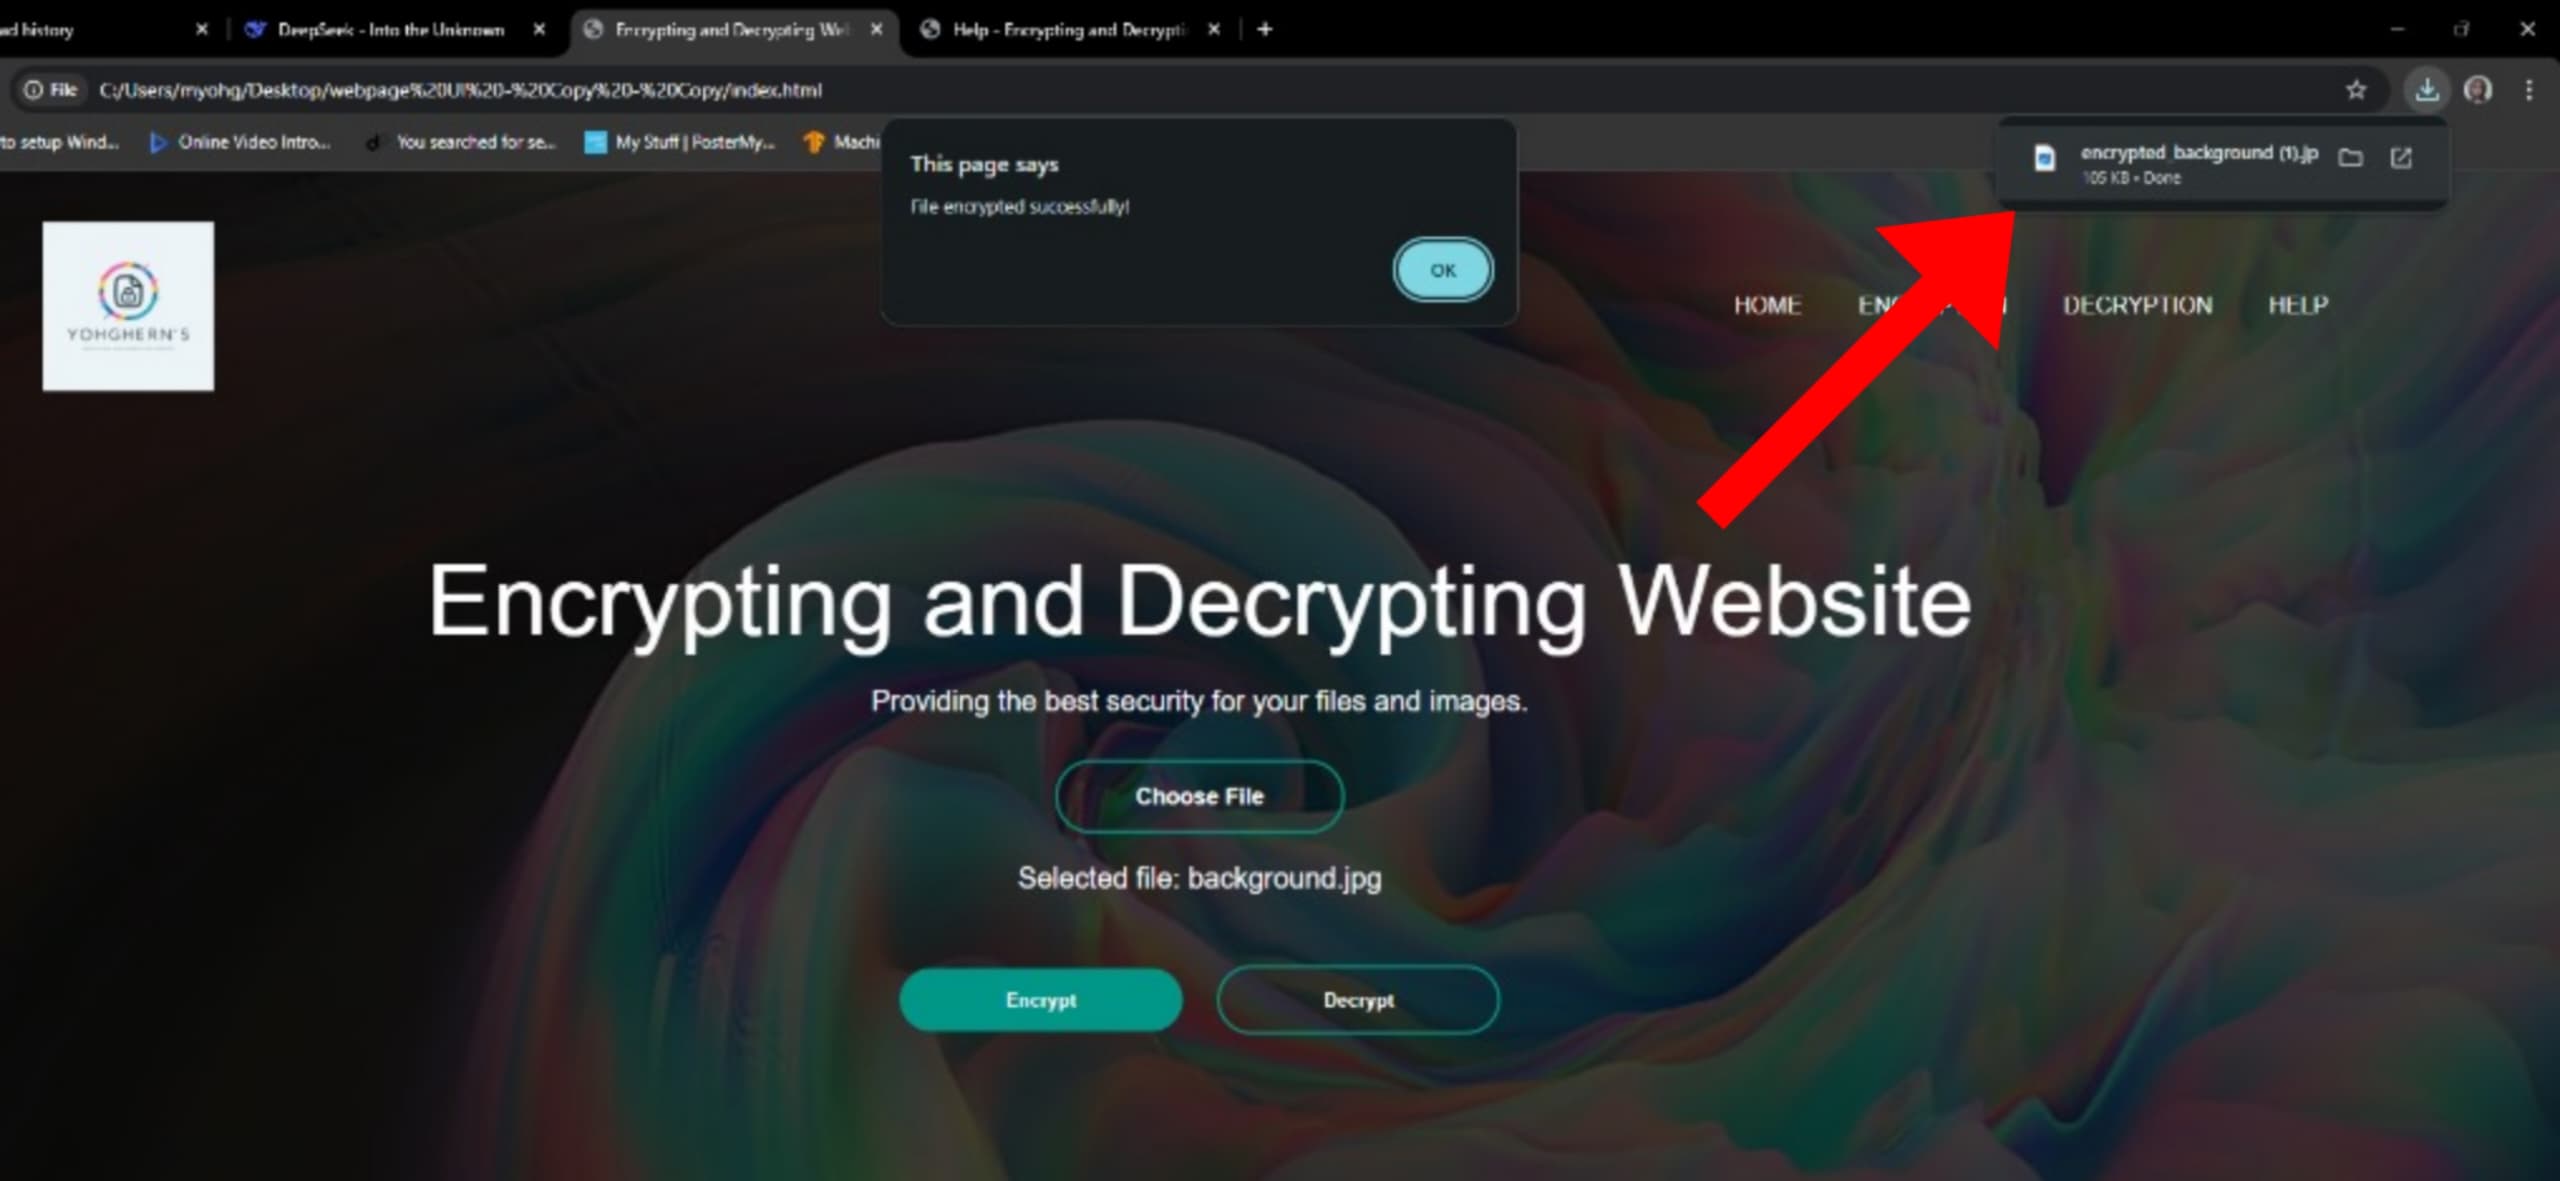 ad history
DeepSeek - Into the Unknown
Encrypting and Decrypting Wel
Help - Encrypting and Decrypti
File
C:/Users/myohg/Desktop/webpage%20UI%20-%20Copy%20-%20Copy/index.html
to setup Wind...
Online Video Intro...
You searched for se...
My Stuff | PosterMy...
Machi
This page says
File encrypted successfully!
OK
encrypted_background (1).jp
105 KB • Done
YOHGHERN'S
HOME
DECRYPTION
HELP
Encrypting and Decrypting Website
Providing the best security for your files and images.
Choose File
Selected file: background.jpg
Encrypt
Decrypt